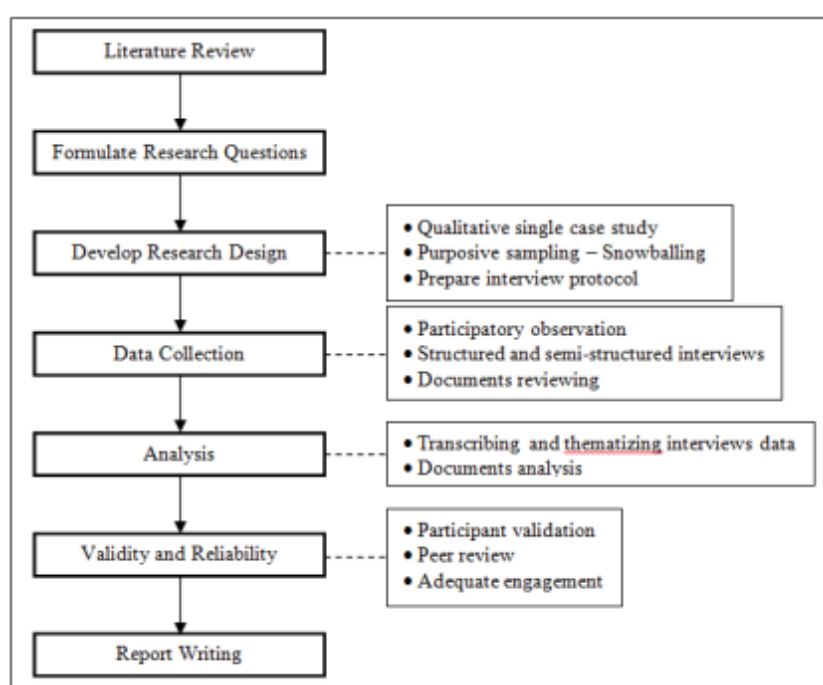 Literature Review
Formulate Research Questions
Develop Research Design
• Qualitative single case study
• Purposive sampling – Snowballing
• Prepare interview protocol
Data Collection
• Participatory observation
• Structured and semi-structured interviews
• Documents reviewing
Analysis
• Transcribing and thematizing interviews data
• Documents analysis
Validity and Reliability
• Participant validation
• Peer review
• Adequate engagement
Report Writing